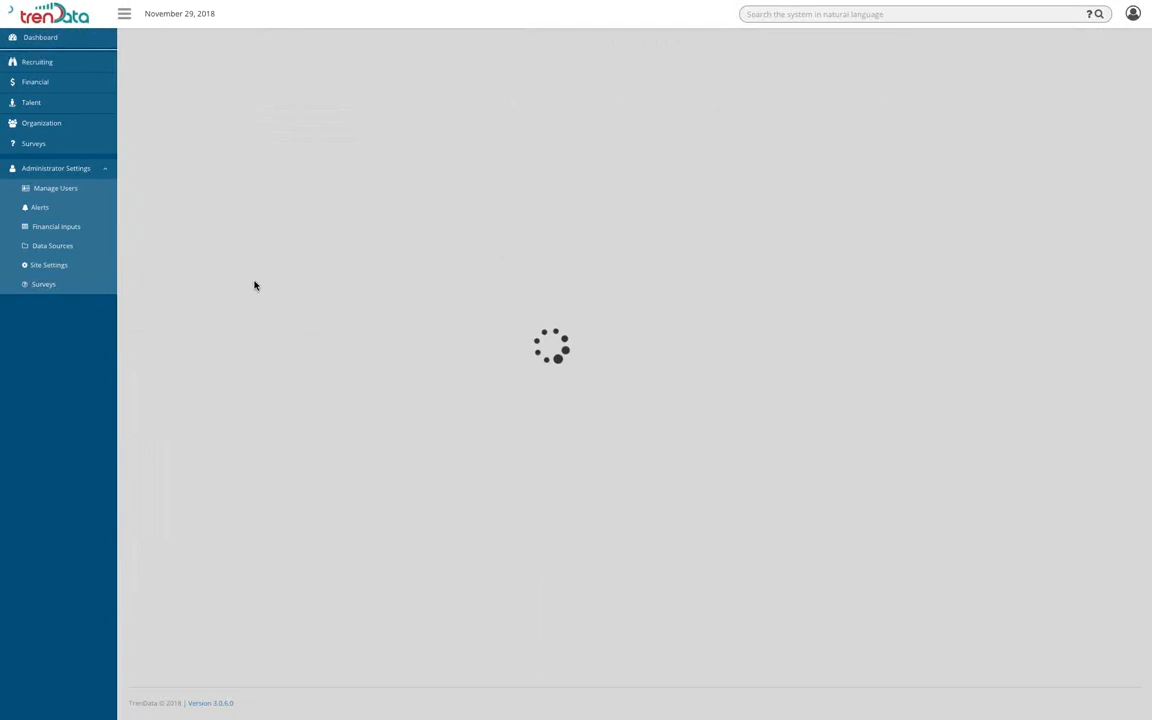 trenData
November 29, 2018
Search the system in natural language
?
Dashboard
Recruiting
$ Financial
Talent
Organization
? Surveys
Administrator Settings
Manage Users
Alerts
Financial Inputs
Data Sources
Site Settings
Surveys
TrenData © 2018 | Version 3.0.6.0